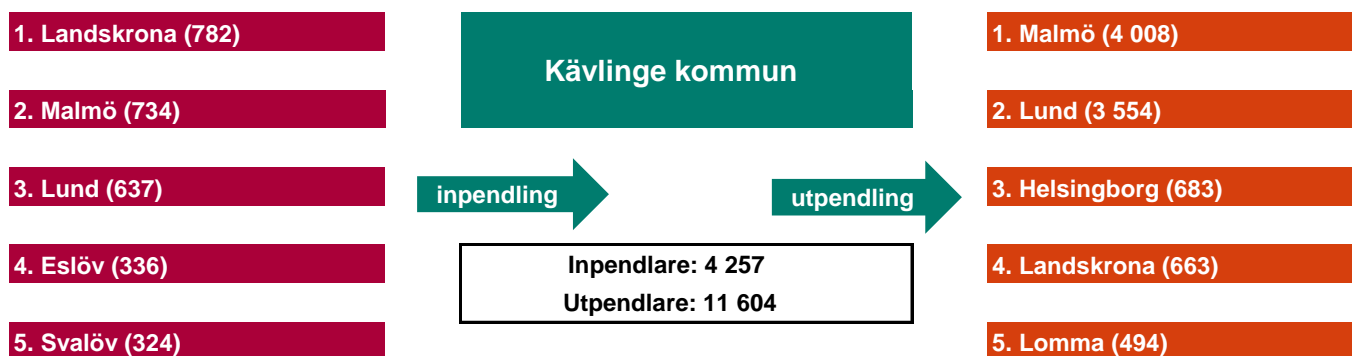 1. Landskrona (782)
2. Malmö (734)
3. Lund (637)
4. Eslöv (336)
5. Svalöv (324)
Kävlinge kommun
inpendling
utpendling
Inpendlare: 4 257
Utpendlare: 11 604
1. Malmö (4 008)
2. Lund (3 554)
3. Helsingborg (683)
4. Landskrona (663)
5. Lomma (494)